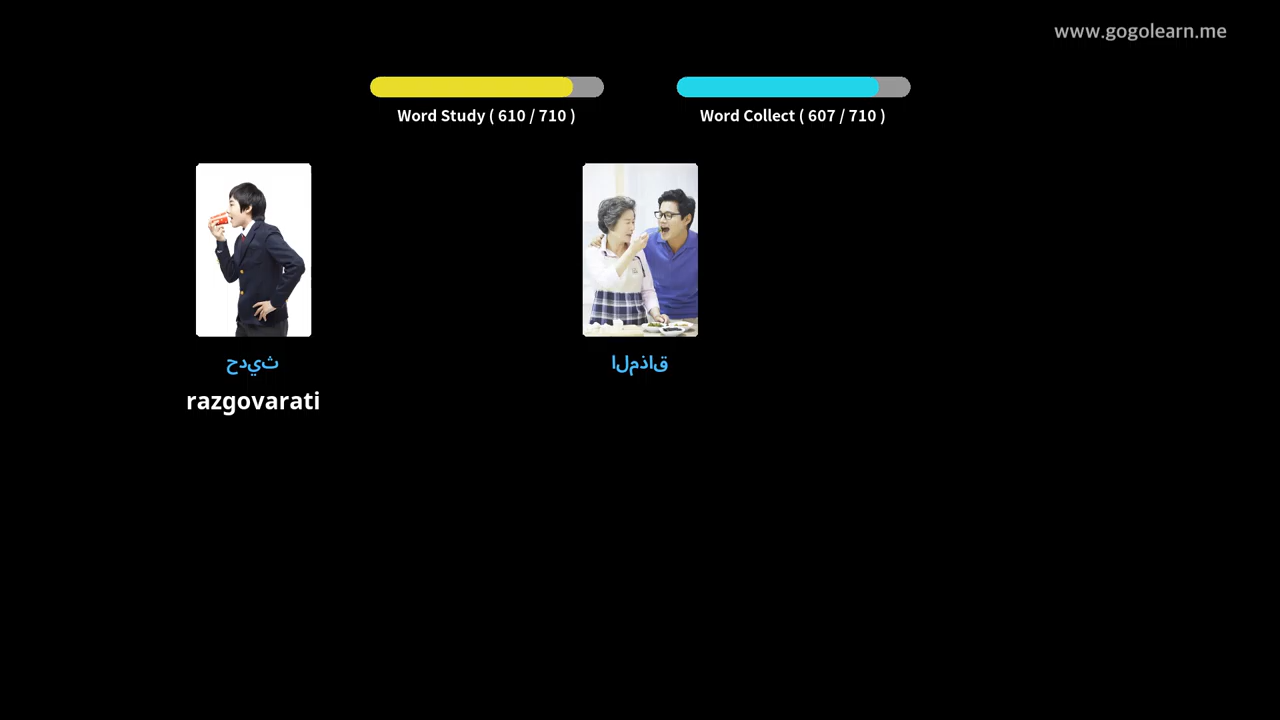 www.gogolearn.me
Word Study ( 610 / 710 )
Word Collect ( 607 / 710 )
حديث
المذاق
razgovarati